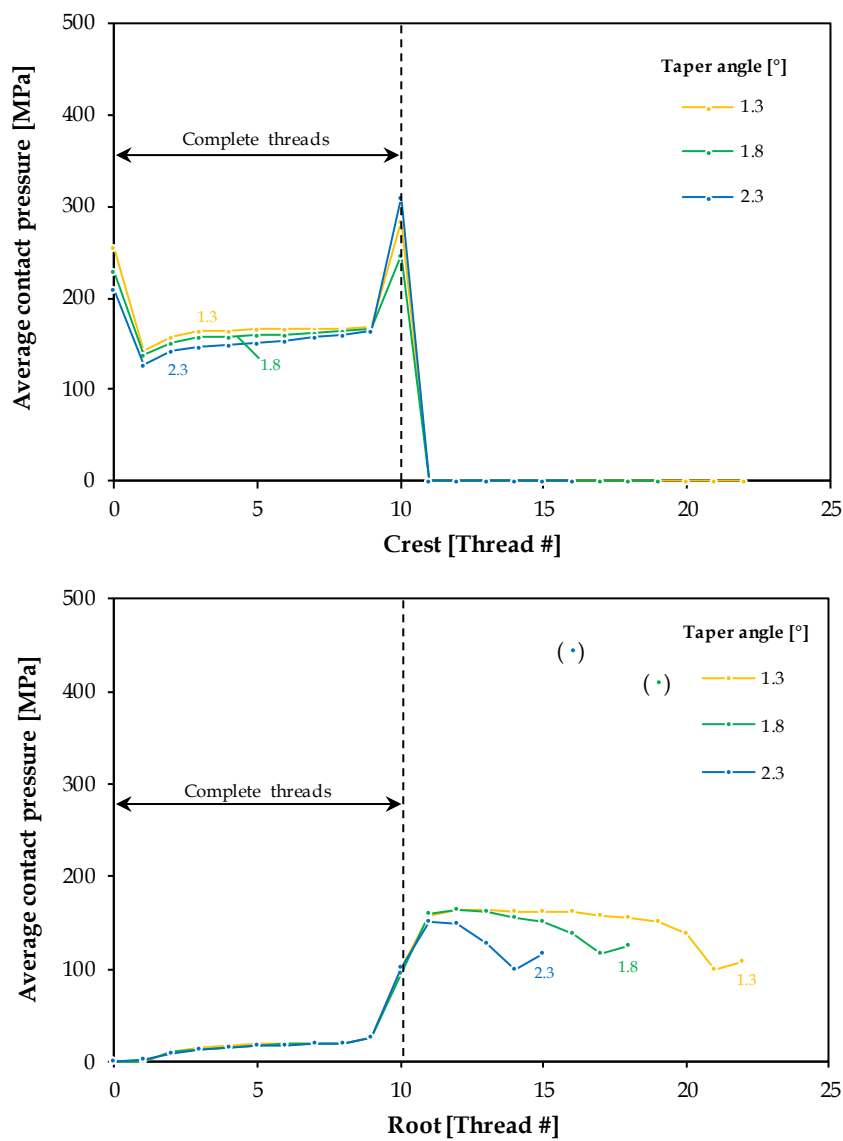 500
400
300
200
100
0
Average contact pressure [MPa]
Taper angle [°]
1.3
1.8
2.3
Complete threads
1.3
1.8
2.3
0 5 10 15 20 25
Crest [Thread #]
500
400
300
200
100
0
Average contact pressure [MPa]
Taper angle [°]
( )
( )
1.3
1.8
2.3
Complete threads
2.3
1.8
1.3
0 5 10 15 20 25
Root [Thread #]